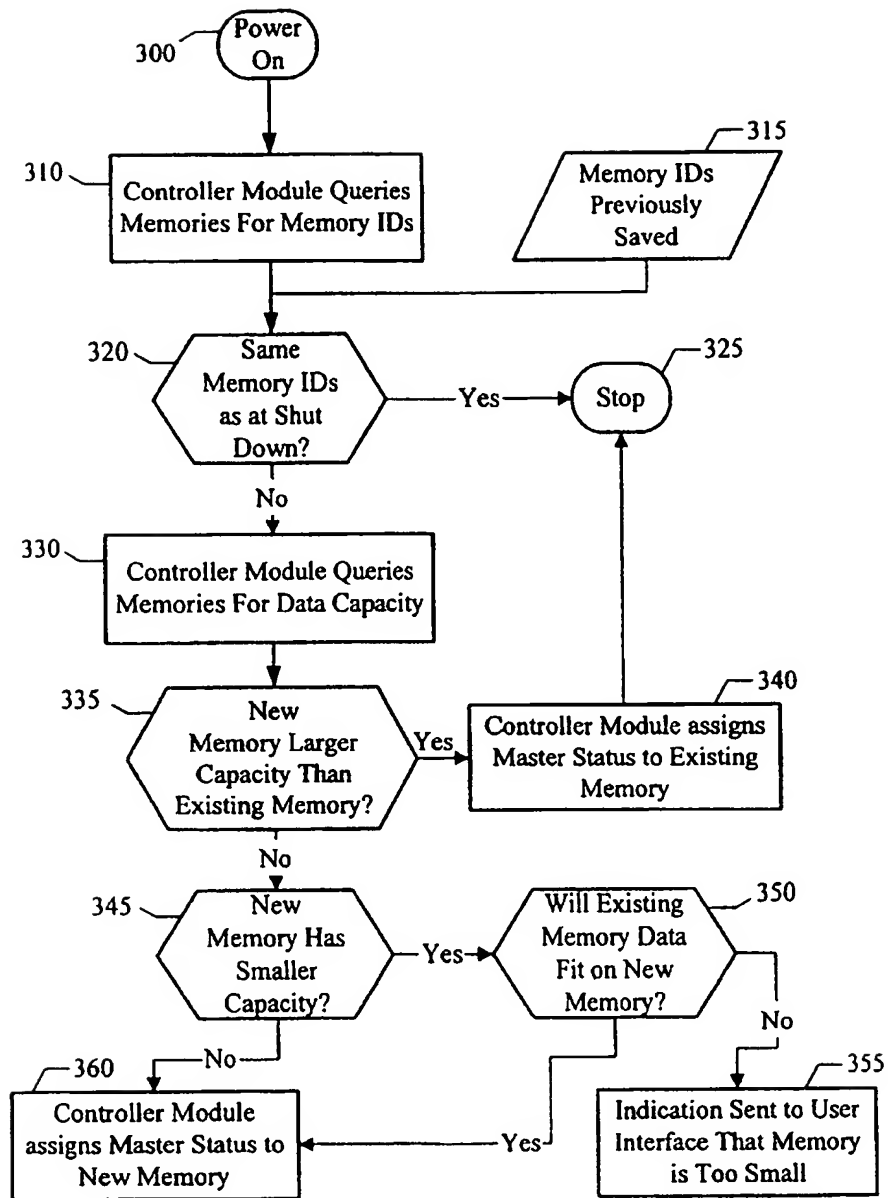 300
Power
On
310
Controller Module Queries
Memories For Memory IDs
315
Memory IDs
Previously
Saved
320
Same
Memory IDs
as at Shut
Down?
Yes
325
Stop
No
330
Controller Module Queries
Memories For Data Capacity
335
New
Memory Larger
Capacity Than
Existing Memory?
Yes
340
Controller Module assigns
Master Status to Existing
Memory
No
345
New
Memory Has
Smaller
Capacity?
Yes
350
Will Existing
Memory Data
Fit on New
Memory?
No
No
360
Controller Module
assigns Master Status to
New Memory
Yes
355
Indication Sent to User
Interface That Memory
is Too Small